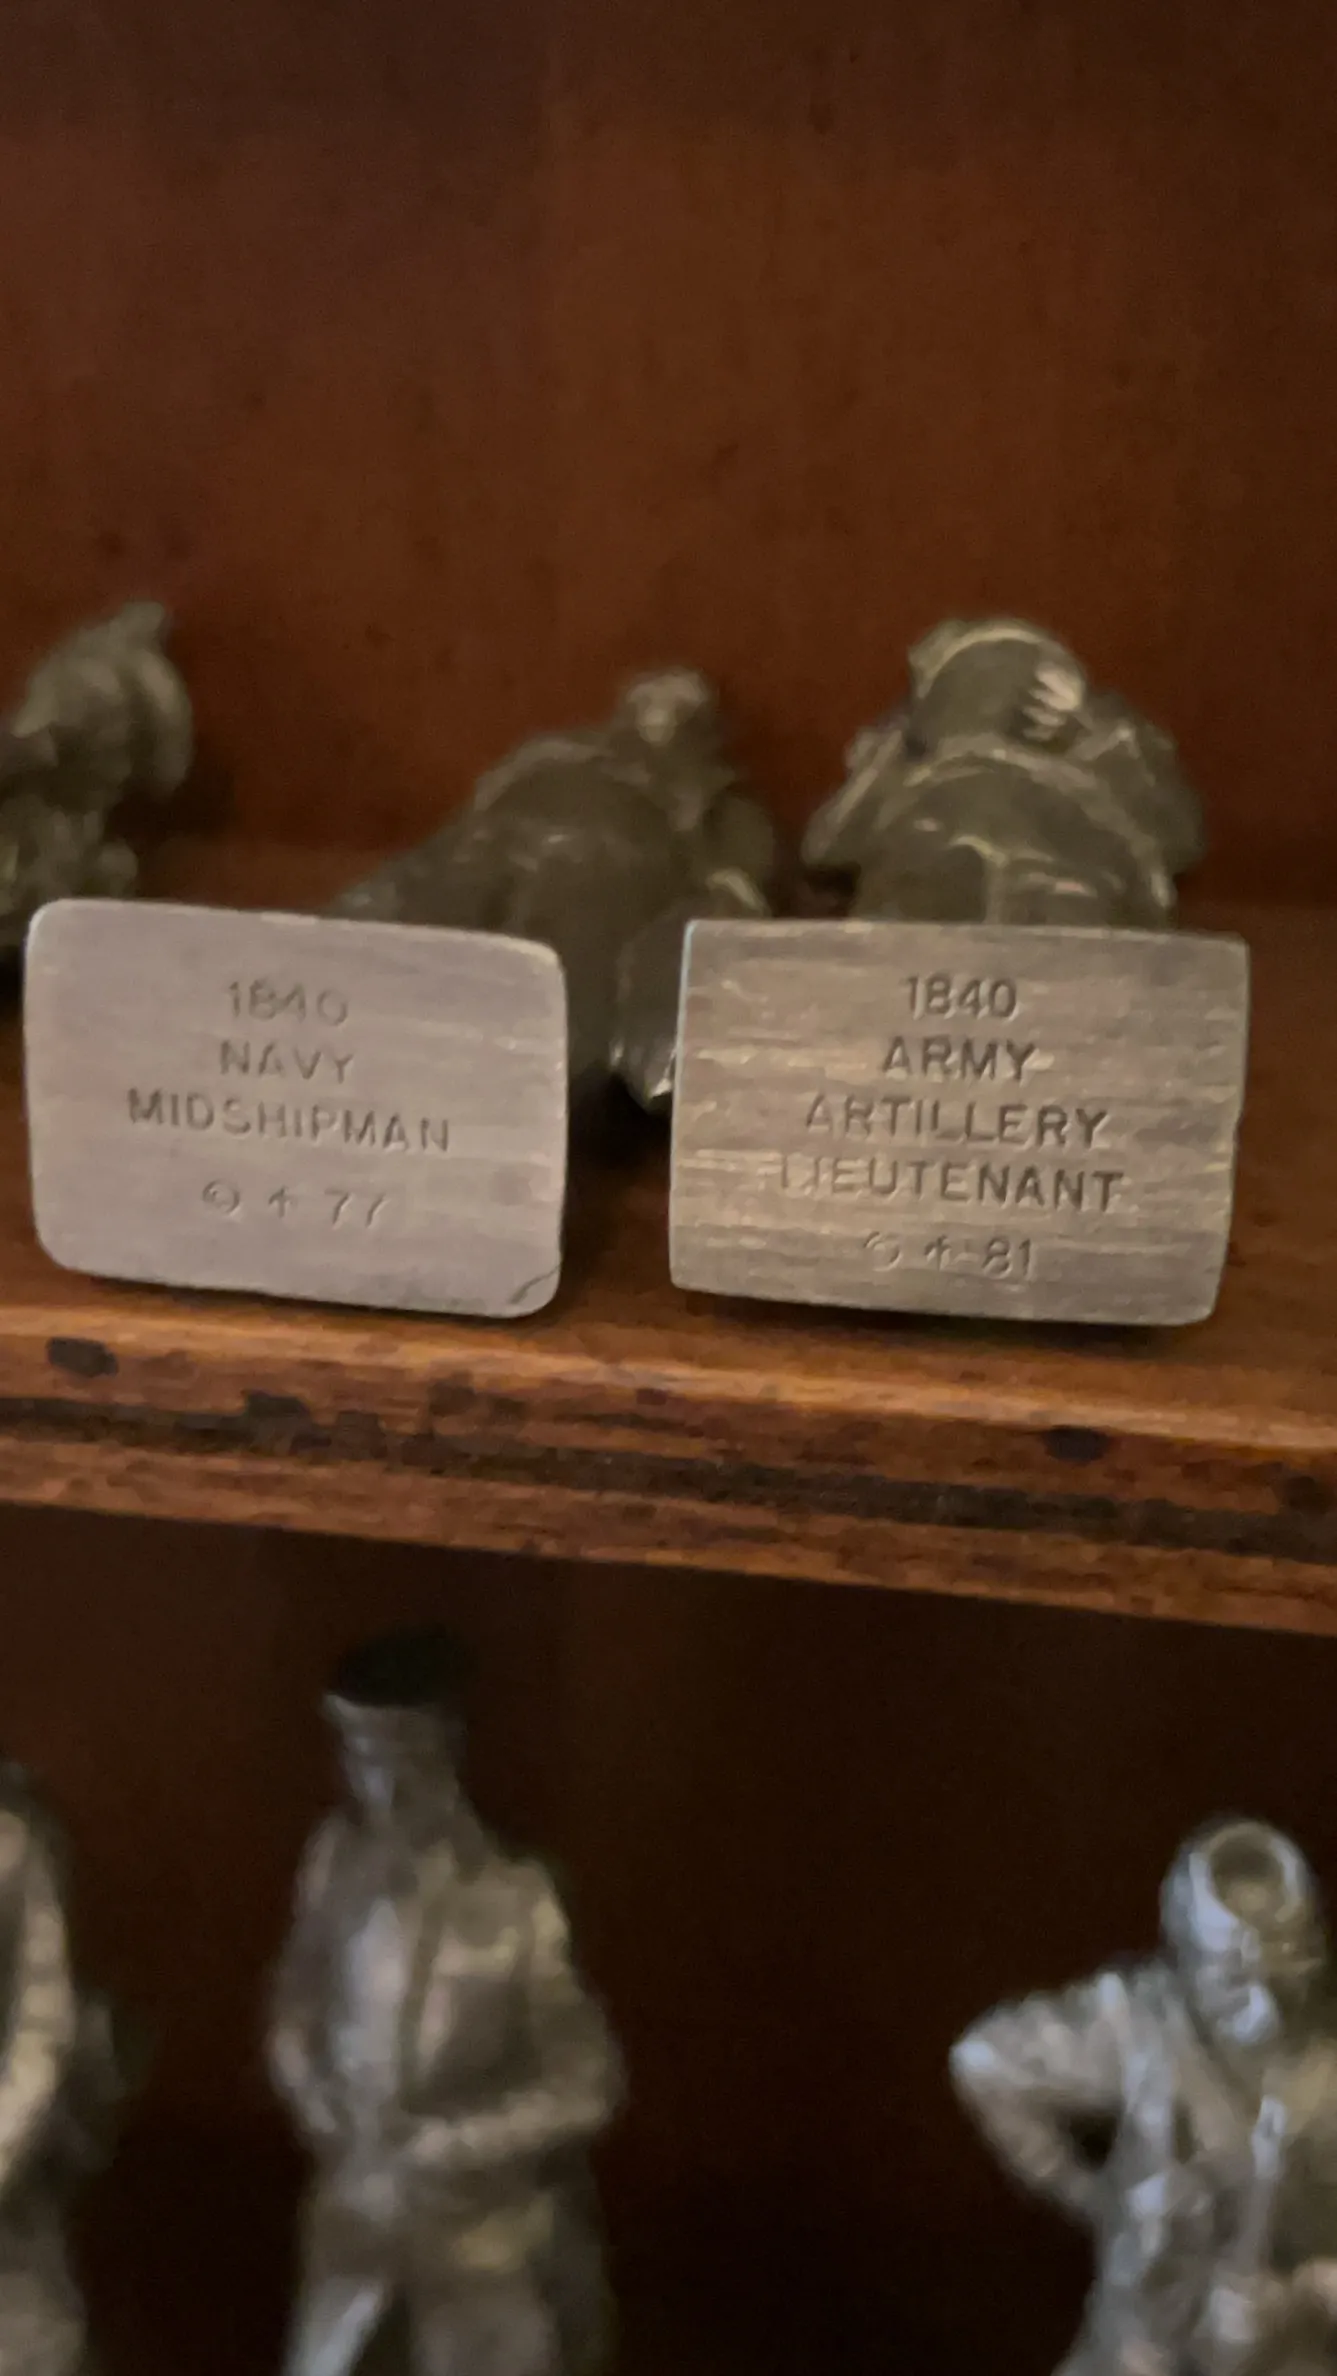 1840
NAVY
MIDSHIPMAN
© 77
1840
ARMY
ARTILLERY
LIEUTENANT
© 81